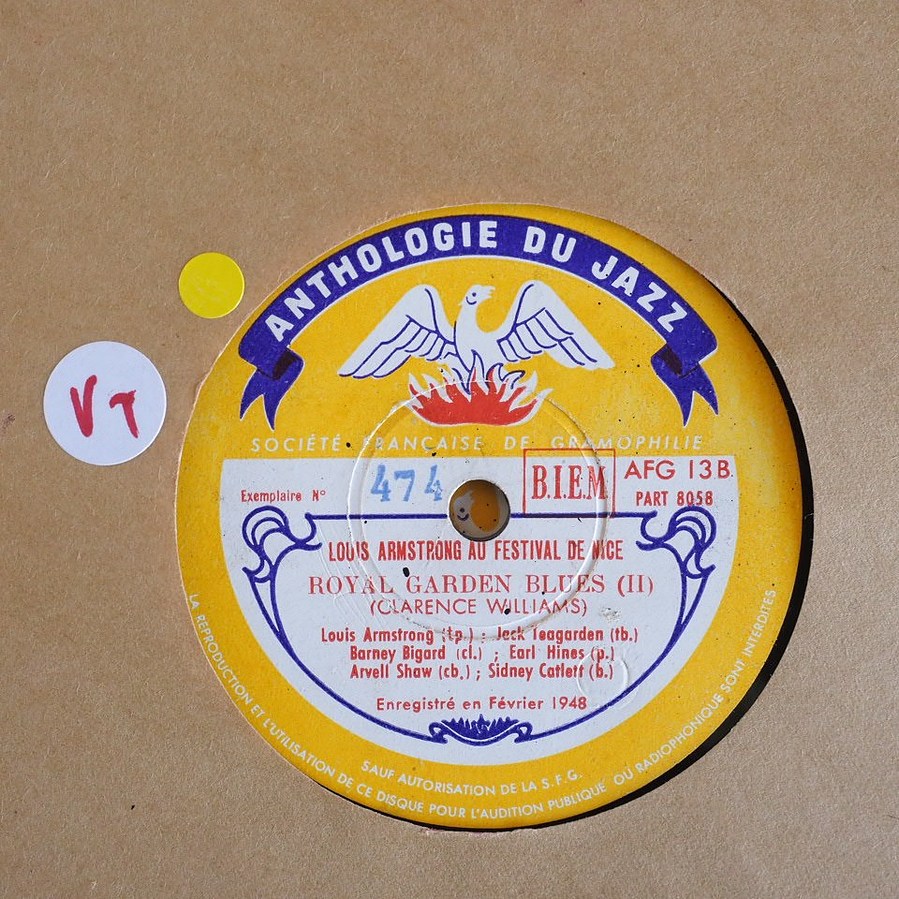 ANTHOLOGIE DU JAZZ
SOCIÉTÉ FRANCAISE DE GRAMOPHILIE
VT
Exemplaire N° 474
B.I.E.M
AFG 13 B.
PART 8058
LOUIS ARMSTRONG AU FESTIVAL DE NICE
ROYAL GARDEN BLUES (II)
(CLARENCE WILLIAMS)
Louis Armstrong (tp.) ; Jack Teagarden (tb.)
Barney Bigard (cl.) ; Earl Hines (p.)
Arvell Shaw (cb.) ; Sidney Catlett (b.)
Enregistré en Février 1948
SAUF AUTORISATION DE LA S.F.G.
LA REPRODUCTION ET L'UTILISATION DE CE DISQUE POUR L'AUDITION PUBLIQUE OU RADIOPHONIQUE SONT INTERDITES